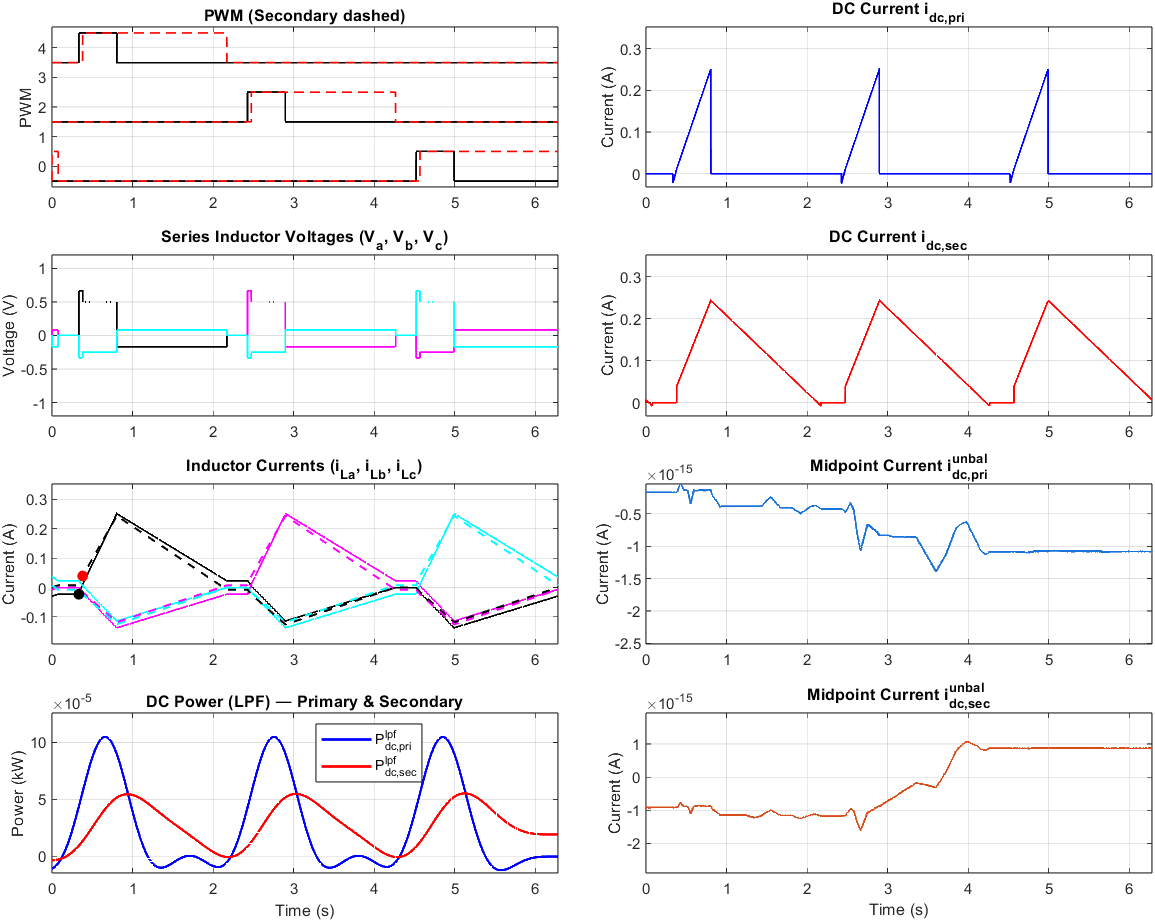 PWM (Secondary dashed)
PWM
4
3
2
1
0
0 1 2 3 4 5 6
DC Current i_dc,pri
Current (A)
0.3
0.2
0.1
0
0 1 2 3 4 5 6
Series Inductor Voltages (V_a, V_b, V_c)
Voltage (V)
1
0.5
0
-0.5
-1
0 1 2 3 4 5 6
DC Current i_dc,sec
Current (A)
0.3
0.2
0.1
0
0 1 2 3 4 5 6
Inductor Currents (i_La, i_Lb, i_Lc)
Current (A)
0.3
0.2
0.1
0
-0.1
0 1 2 3 4 5 6
Midpoint Current i_dc,pri^unbal
×10^-15
Current (A)
-0.5
-1
-1.5
-2
-2.5
0 1 2 3 4 5 6
DC Power (LPF) — Primary & Secondary
×10^-5
Power (kW)
10
5
0
P_dc,pri^lpf
P_dc,sec^lpf
0 1 2 3 4 5 6
Time (s)
Midpoint Current i_dc,sec^unbal
×10^-15
Current (A)
1
0
-1
-2
0 1 2 3 4 5 6
Time (s)